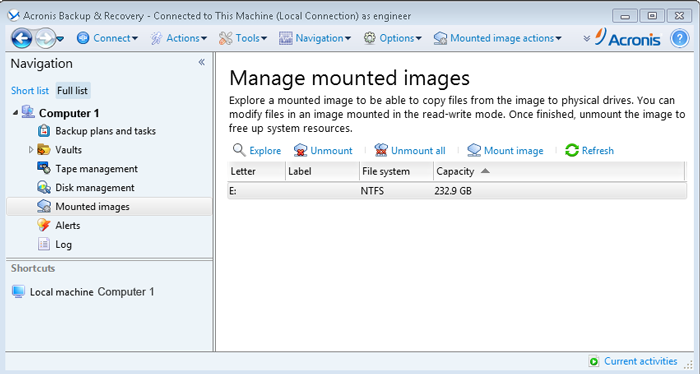 Acronis Backup & Recovery - Connected to This Machine (Local Connection) as engineer
Connect Actions Tools Navigation Options Mounted image actions » Acronis ?
Navigation «
Short list Full list
Computer 1
Backup plans and tasks
Vaults
Tape management
Disk management
Mounted images
Alerts
Log
Shortcuts
Local machine Computer 1
Manage mounted images
Explore a mounted image to be able to copy files from the image to physical drives. You can
modify files in an image mounted in the read-write mode. Once finished, unmount the image to
free up system resources.
Explore Unmount Unmount all Mount image Refresh
Letter Label File system Capacity
E: NTFS 232.9 GB
Current activities